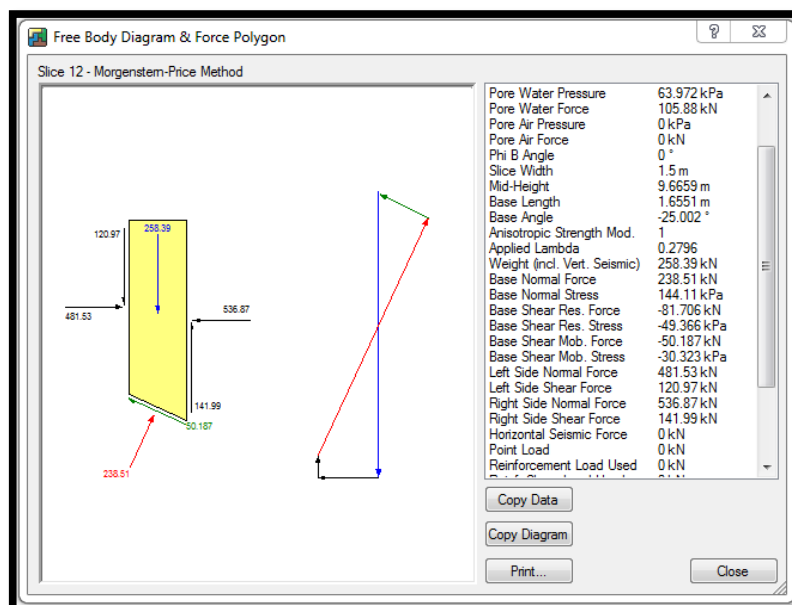 Free Body Diagram & Force Polygon
Slice 12 - Morgenstern-Price Method
120.97
258.39
481.53
536.87
141.99
50.187
238.51
Pore Water Pressure 63.972 kPa
Pore Water Force 105.88 kN
Pore Air Pressure 0 kPa
Pore Air Force 0 kN
Phi B Angle 0 °
Slice Width 1.5 m
Mid-Height 9.6659 m
Base Length 1.6551 m
Base Angle -25.002 °
Anisotropic Strength Mod. 1
Applied Lambda 0.2796
Weight (incl. Vert. Seismic) 258.39 kN
Base Normal Force 238.51 kN
Base Normal Stress 144.11 kPa
Base Shear Res. Force -81.706 kN
Base Shear Res. Stress -49.366 kPa
Base Shear Mob. Force -50.187 kN
Base Shear Mob. Stress -30.323 kPa
Left Side Normal Force 481.53 kN
Left Side Shear Force 120.97 kN
Right Side Normal Force 536.87 kN
Right Side Shear Force 141.99 kN
Horizontal Seismic Force 0 kN
Point Load 0 kN
Reinforcement Load Used 0 kN
Copy Data
Copy Diagram
Print...
Close